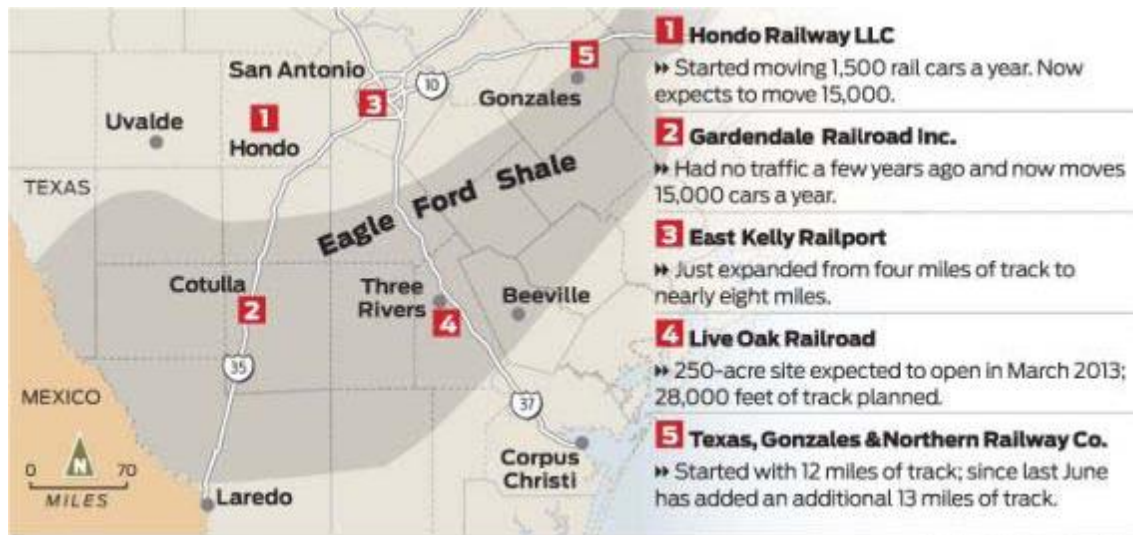 San Antonio
Uvalde
1
Hondo
3
10
5
Gonzales
TEXAS
Eagle Ford Shale
Cotulla
2
Three
Rivers
4
Beeville
35
MEXICO
37
N
0 70
MILES
Laredo
Corpus
Christi
1 Hondo Railway LLC
Started moving 1,500 rail cars a year. Now
expects to move 15,000.
2 Gardendale Railroad Inc.
Had no traffic a few years ago and now moves
15,000 cars a year.
3 East Kelly Railport
Just expanded from four miles of track to
nearly eight miles.
4 Live Oak Railroad
250-acre site expected to open in March 2013;
28,000 feet of track planned.
5 Texas, Gonzales & Northern Railway Co.
Started with 12 miles of track; since last June
has added an additional 13 miles of track.